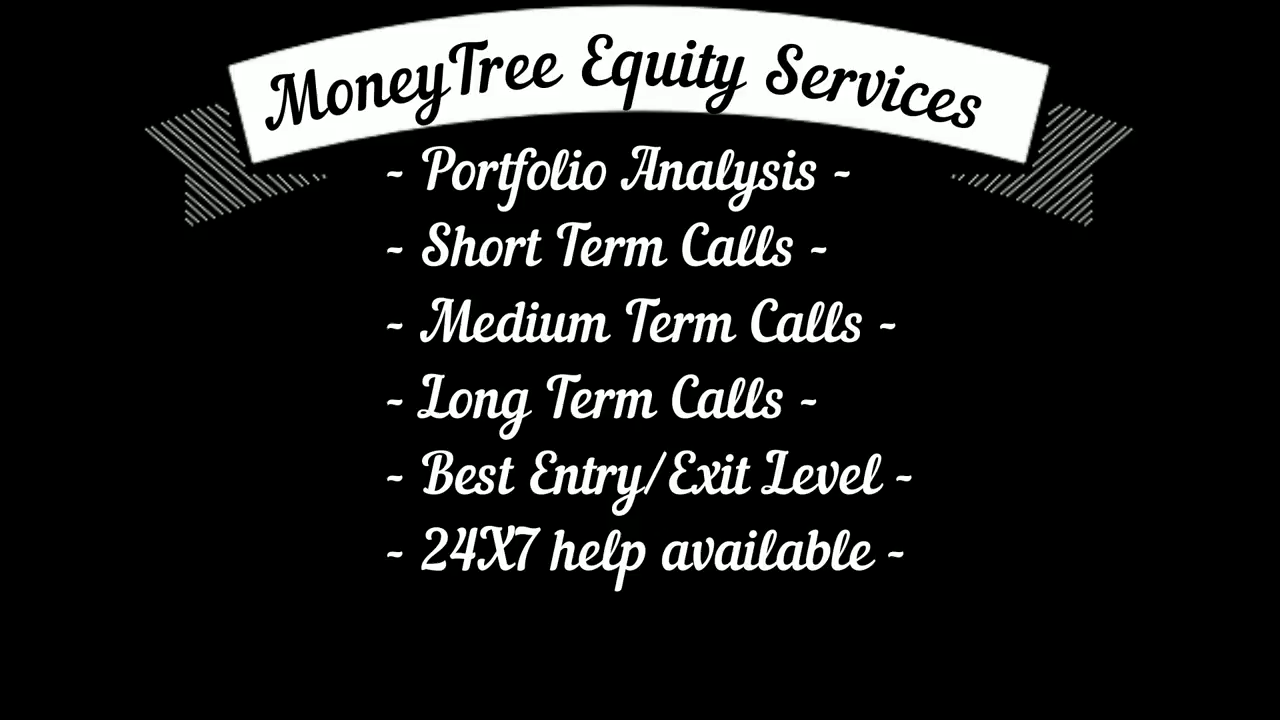 MoneyTree Equity Services
~ Portfolio Analysis ~
~ Short Term Calls ~
~ Medium Term Calls ~
~ Long Term Calls ~
~ Best Entry/Exit Level ~
~ 24X7 help available ~